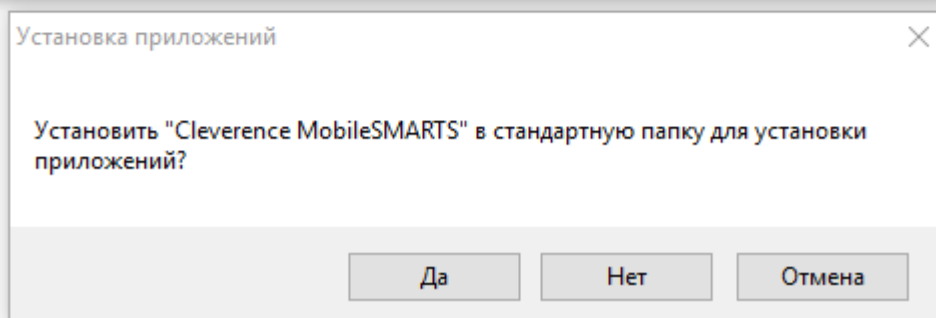 Установка приложений
Установить "Cleverence MobileSMARTS" в стандартную папку для установки
приложений?
Да
Нет
Отмена